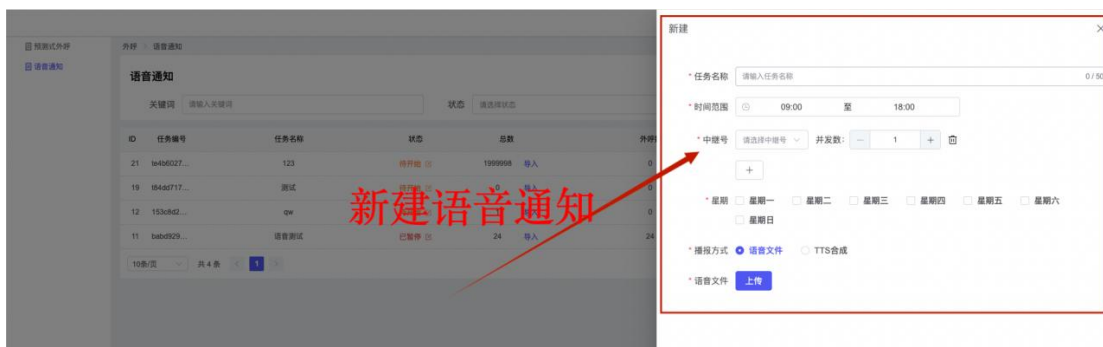 新建
预测式外呼
外呼 语音通知
语音通知
语音通知
关键词 请输入关键词 状态 请选择状态
ID 任务编号 任务名称 状态 总数
21 123 待开始 1999998 导入 0
19 测试 0
12 153c8d2... qw 0
11 babd929... 语音测试 已暂停 24 导入 24
10条/页 共 4 条 1
新建语音通知
* 任务名称 请输入任务名称 0 / 50
* 时间范围 09:00 至 18:00
* 中继号 请选择中继号 并发数: − 1 +
+
* 星期 星期一 星期二 星期三 星期四 星期五 星期六
星期日
* 播报方式 语音文件 TTS合成
* 语音文件 上传